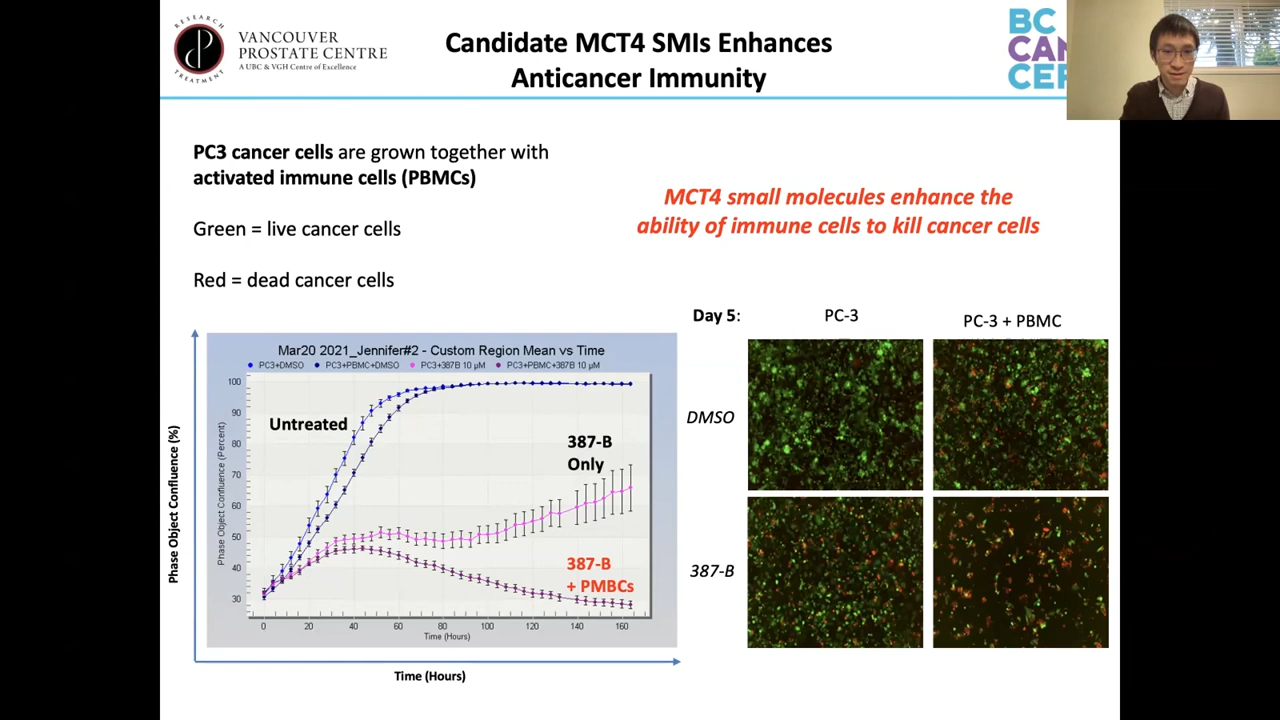 RESEARCH
TREATMENT
VANCOUVER
PROSTATE CENTRE
A UBC & VGH Centre of Excellence
Candidate MCT4 SMIs Enhances
Anticancer Immunity
BC
CAN
CER
PC3 cancer cells are grown together with
activated immune cells (PBMCs)
Green = live cancer cells
Red = dead cancer cells
MCT4 small molecules enhance the
ability of immune cells to kill cancer cells
Phase Object Confluence (%)
Mar20 2021_Jennifer#2 - Custom Region Mean vs Time
PC3+DMSO PC3+PBMC+DMSO PC3+387B 10 µM PC3+PBMC+387B 10 µM
Phase Object Confluence (Percent)
100
90
80
70
60
50
40
30
Untreated
387-B
Only
387-B
+ PMBCs
0 20 40 60 80 100 120 140 160
Time (Hours)
Time (Hours)
Day 5: PC-3 PC-3 + PBMC
DMSO
387-B